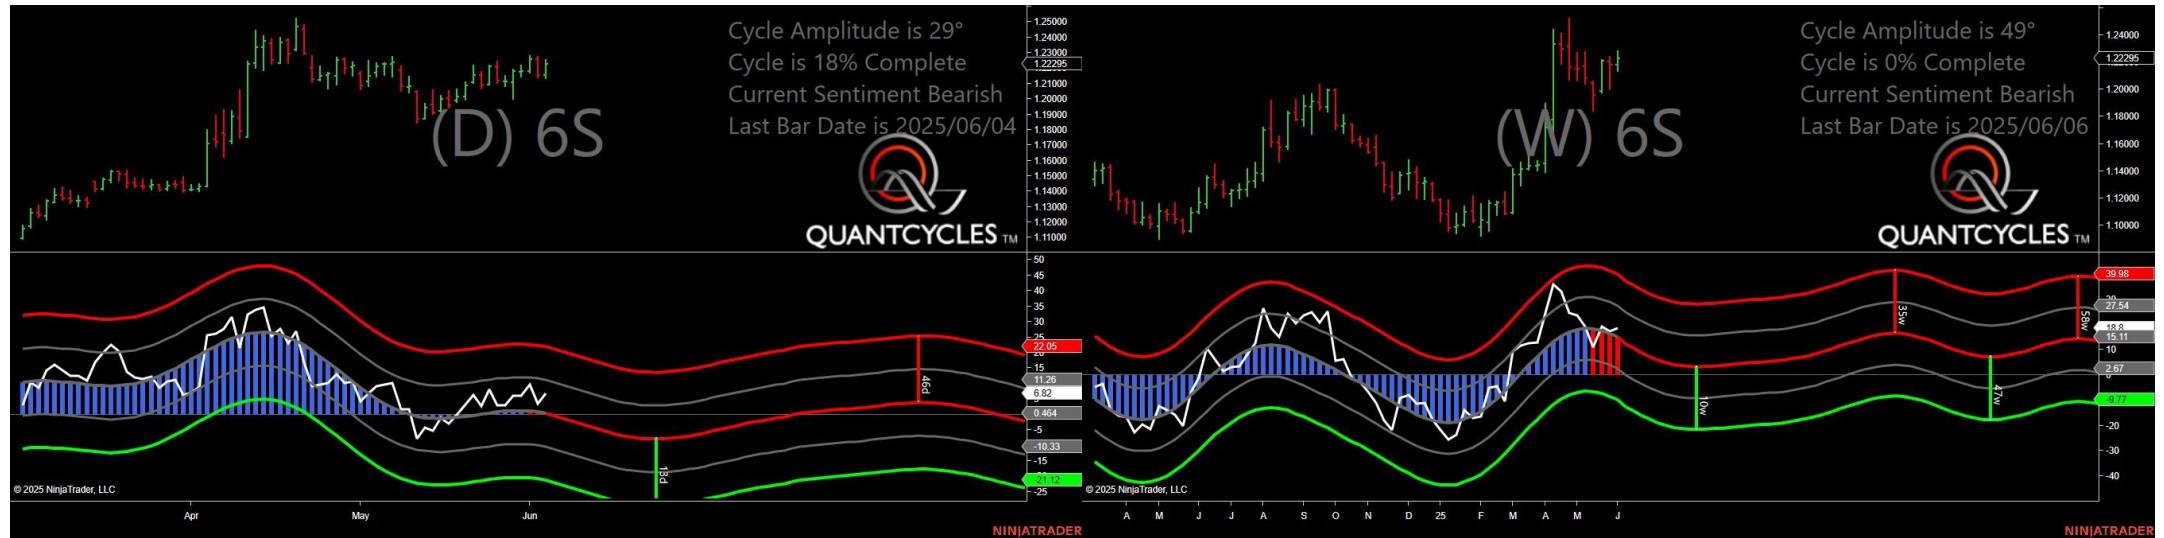 Cycle Amplitude is 29°
Cycle is 18% Complete
Current Sentiment Bearish
Last Bar Date is 2025/06/04
(D) 6S
QUANTCYCLES TM
1.25000
1.24000
1.23000
1.22295
1.21000
1.20000
1.19000
1.18000
1.17000
1.16000
1.15000
1.14000
1.13000
1.12000
1.11000
50
45
40
35
30
25
22.05
15
11.26
6.82
0.464
-5
-10.33
-15
-21.12
-25
46d
13d
© 2025 NinjaTrader, LLC
Apr May Jun
NINJATRADER
Cycle Amplitude is 49°
Cycle is 0% Complete
Current Sentiment Bearish
Last Bar Date is 2025/06/06
(W) 6S
QUANTCYCLES TM
1.24000
1.22295
1.20000
1.18000
1.16000
1.14000
1.12000
1.10000
39.98
27.54
18.8
15.11
10
2.67
-9.77
-20
-30
-40
35w
58w
10w
47w
© 2025 NinjaTrader, LLC
A M J J A S O N D 25 F M A M J
NINJATRADER